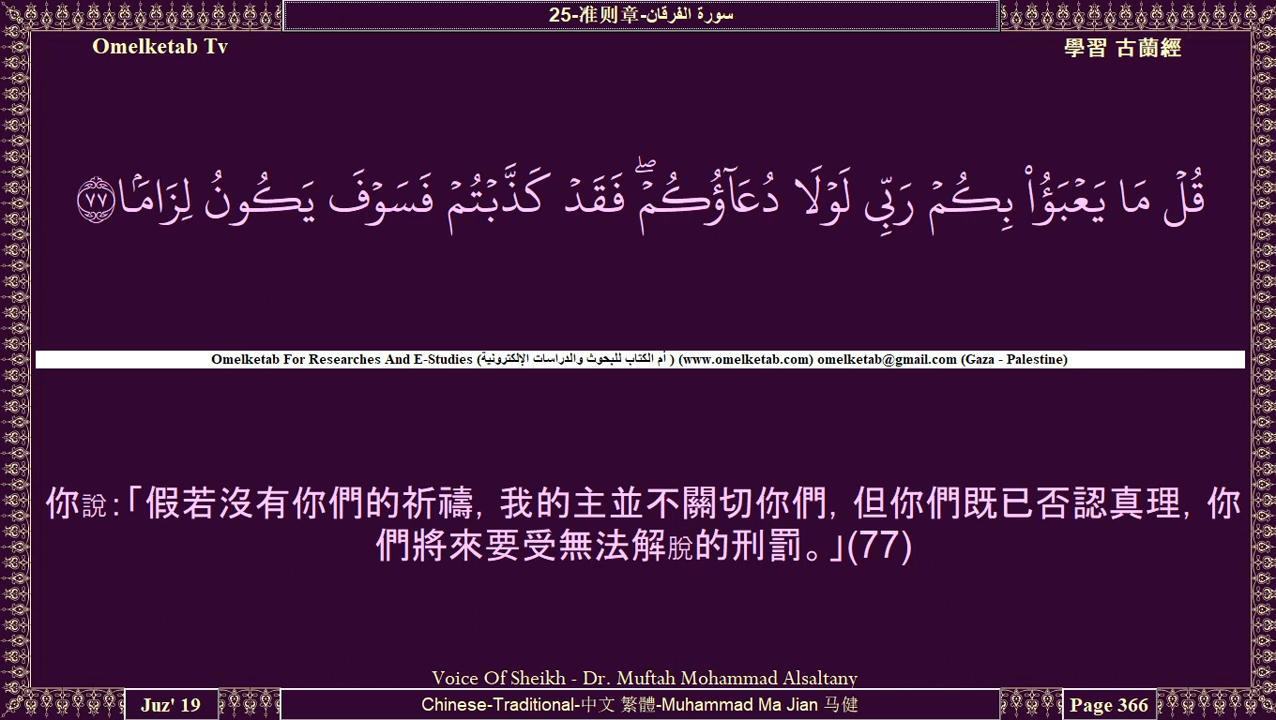 25-准则章-سورة الفرقان
Omelketab Tv
學習 古蘭經
قُلۡ مَا يَعۡبَؤُاْ بِكُمۡ رَبِّي لَوۡلَا دُعَآؤُكُمۡۖ فَقَدۡ كَذَّبۡتُمۡ فَسَوۡفَ يَكُونُ لِزَامَۢا ٧٧
Omelketab For Researches And E-Studies (أم الكتاب للبحوث والدراسات الإلكترونية ) (www.omelketab.com) omelketab@gmail.com (Gaza - Palestine)
你說:「假若沒有你們的祈禱, 我的主並不關切你們, 但你們既已否認真理, 你
們將來要受無法解脫的刑罰。」(77)
Voice Of Sheikh - Dr. Muftah Mohammad Alsaltany
Juz' 19
Chinese-Traditional-中文 繁體-Muhammad Ma Jian 马健
Page 366